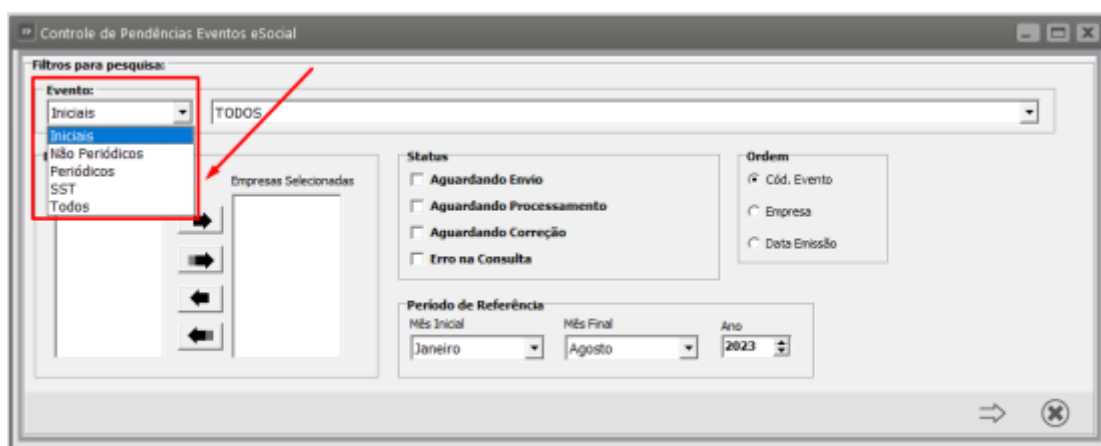 Controle de Pendências Eventos eSocial
Filtros para pesquisa:
Evento:
Iniciais
TODOS
Iniciais
Não Periódicos
Periódicos
SST
Todos
Empresas Selecionadas
Status
Aguardando Envio
Aguardando Processamento
Aguardando Correção
Erro na Consulta
Ordem
Cód. Evento
Empresa
Data Emissão
Período de Referência
Mês Inicial
Mês Final
Ano
Janeiro
Agosto
2023